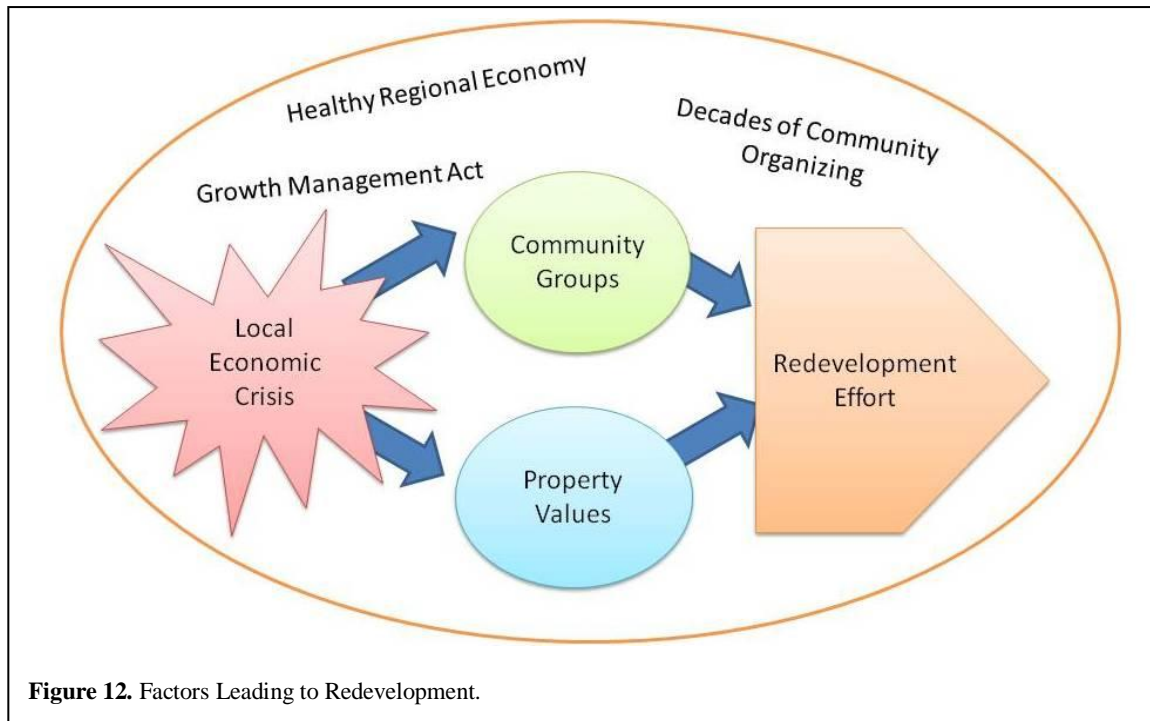 Healthy Regional Economy
Decades of Community
Organizing
Growth Management Act
Community
Groups
Local
Economic
Crisis
Redevelopment
Effort
Property
Values
Figure 12. Factors Leading to Redevelopment.